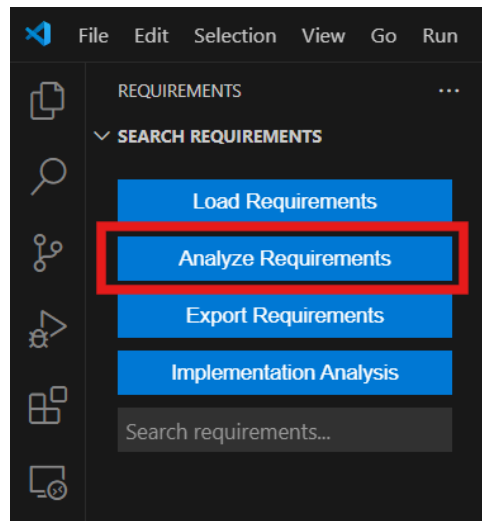 File Edit Selection View Go Run
REQUIREMENTS
SEARCH REQUIREMENTS
Load Requirements
Analyze Requirements
Export Requirements
Implementation Analysis
Search requirements...